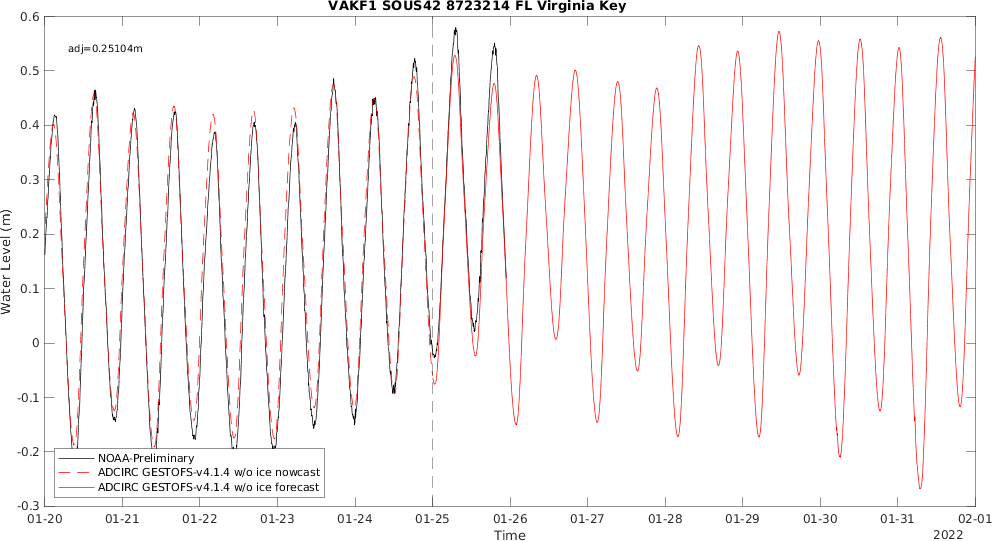 VAKF1 SOUS42 8723214 FL Virginia Key
adj=0.25104m
0.6
0.5
0.4
0.3
0.2
0.1
0
-0.1
-0.2
-0.3
Water Level (m)
NOAA-Preliminary
ADCIRC GESTOFS-v4.1.4 w/o ice nowcast
ADCIRC GESTOFS-v4.1.4 w/o ice forecast
01-20 01-21 01-22 01-23 01-24 01-25 01-26 01-27 01-28 01-29 01-30 01-31 02-01
Time
2022